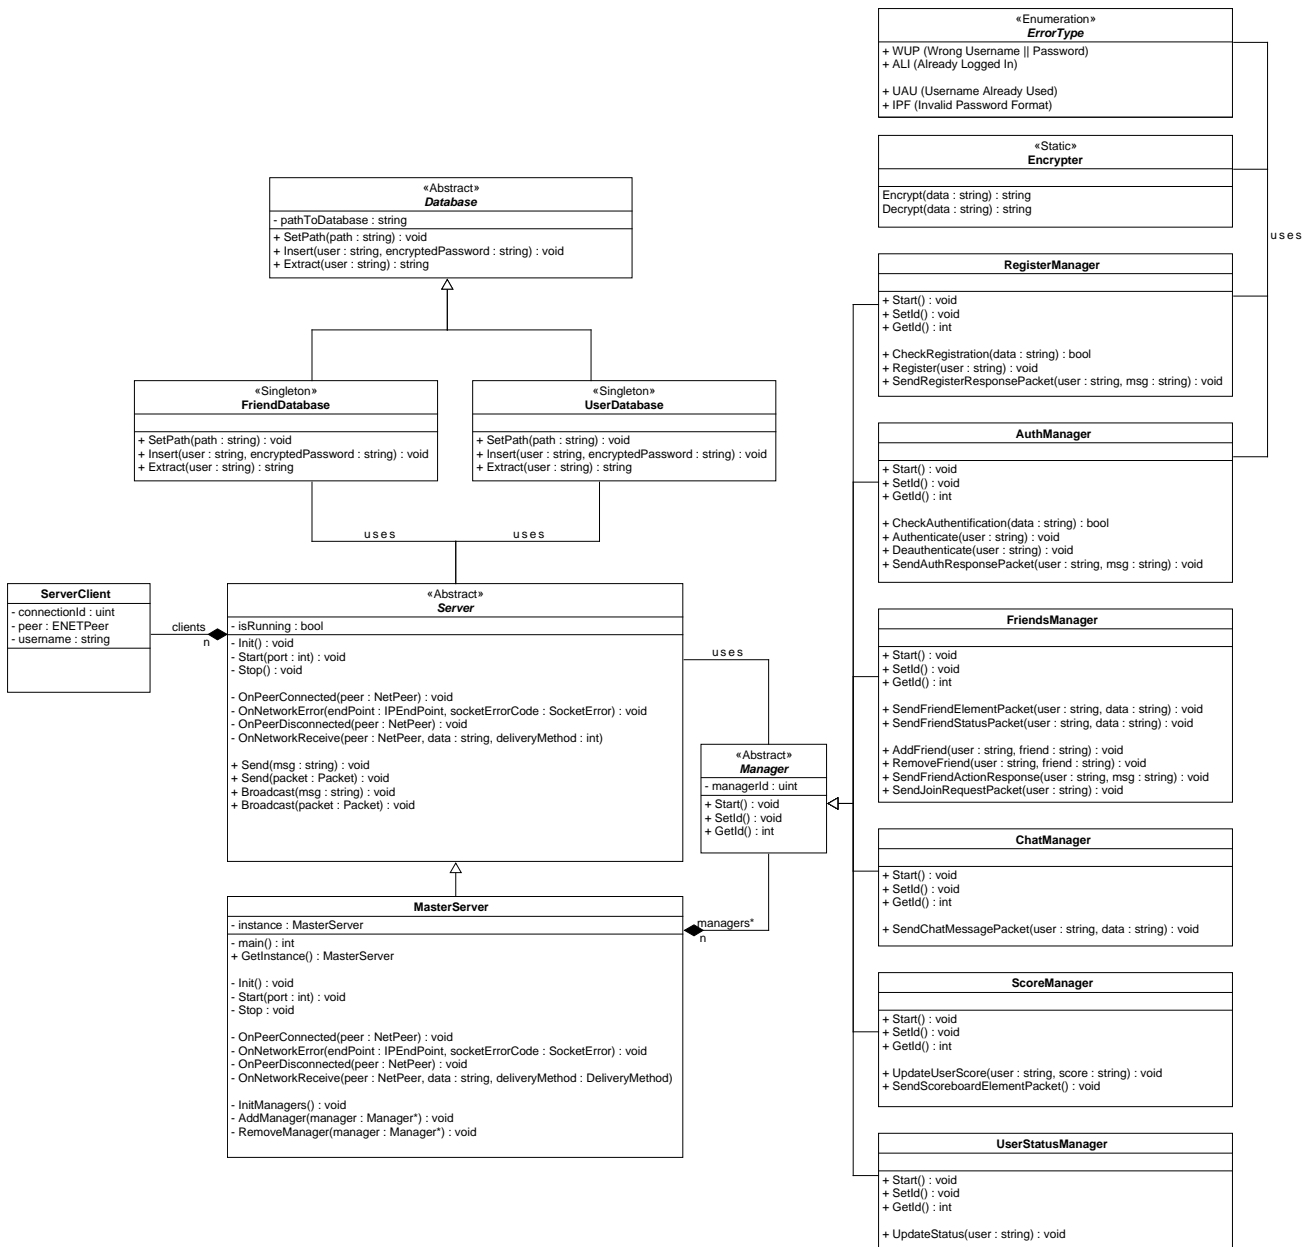 «Enumeration»
ErrorType
+ WUP (Wrong Username || Password)
+ ALI (Already Logged In)
+ UAU (Username Already Used)
+ IPF (Invalid Password Format)
«Static»
Encrypter
Encrypt(data : string) : string
Decrypt(data : string) : string
uses
«Abstract»
Database
- pathToDatabase : string
+ SetPath(path : string) : void
+ Insert(user : string, encryptedPassword : string) : void
+ Extract(user : string) : string
RegisterManager
+ Start() : void
+ SetId() : void
+ GetId() : int
+ CheckRegistration(data : string) : bool
+ Register(user : string) : void
+ SendRegisterResponsePacket(user : string, msg : string) : void
«Singleton»
FriendDatabase
+ SetPath(path : string) : void
+ Insert(user : string, encryptedPassword : string) : void
+ Extract(user : string) : string
«Singleton»
UserDatabase
+ SetPath(path : string) : void
+ Insert(user : string, encryptedPassword : string) : void
+ Extract(user : string) : string
AuthManager
+ Start() : void
+ SetId() : void
+ GetId() : int
+ CheckAuthentification(data : string) : bool
+ Authenticate(user : string) : void
+ Deauthenticate(user : string) : void
+ SendAuthResponsePacket(user : string, msg : string) : void
uses
uses
ServerClient
- connectionId : uint
- peer : ENETPeer
- username : string
clients
n
«Abstract»
Server
- isRunning : bool
- Init() : void
- Start(port : int) : void
- Stop() : void
- OnPeerConnected(peer : NetPeer) : void
- OnNetworkError(endPoint : IPEndPoint, socketErrorCode : SocketError) : void
- OnPeerDisconnected(peer : NetPeer) : void
- OnNetworkReceive(peer : NetPeer, data : string, deliveryMethod : int)
+ Send(msg : string) : void
+ Send(packet : Packet) : void
+ Broadcast(msg : string) : void
+ Broadcast(packet : Packet) : void
uses
FriendsManager
+ Start() : void
+ SetId() : void
+ GetId() : int
+ SendFriendElementPacket(user : string, data : string) : void
+ SendFriendStatusPacket(user : string, data : string) : void
+ AddFriend(user : string, friend : string) : void
+ RemoveFriend(user : string, friend : string) : void
+ SendFriendActionResponse(user : string, msg : string) : void
+ SendJoinRequestPacket(user : string) : void
«Abstract»
Manager
- managerId : uint
+ Start() : void
+ SetId() : void
+ GetId() : int
ChatManager
+ Start() : void
+ SetId() : void
+ GetId() : int
+ SendChatMessagePacket(user : string, data : string) : void
MasterServer
- instance : MasterServer
- main() : int
+ GetInstance() : MasterServer
- Init() : void
- Start(port : int) : void
- Stop : void
- OnPeerConnected(peer : NetPeer) : void
- OnNetworkError(endPoint : IPEndPoint, socketErrorCode : SocketError) : void
- OnPeerDisconnected(peer : NetPeer) : void
- OnNetworkReceive(peer : NetPeer, data : string, deliveryMethod : DeliveryMethod)
- InitManagers() : void
- AddManager(manager : Manager*) : void
- RemoveManager(manager : Manager*) : void
managers*
n
ScoreManager
+ Start() : void
+ SetId() : void
+ GetId() : int
+ UpdateUserScore(user : string, score : string) : void
+ SendScoreboardElementPacket() : void
UserStatusManager
+ Start() : void
+ SetId() : void
+ GetId() : int
+ UpdateStatus(user : string) : void